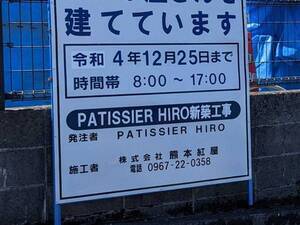 建てています
令和 4年12月25日まで
時間帯 8:00 ~ 17:00
PATISSIER HIRO新築工事
発注者 PATISSIER HIRO
施工者 株式会社 熊本紅屋
電話 0967-22-0358